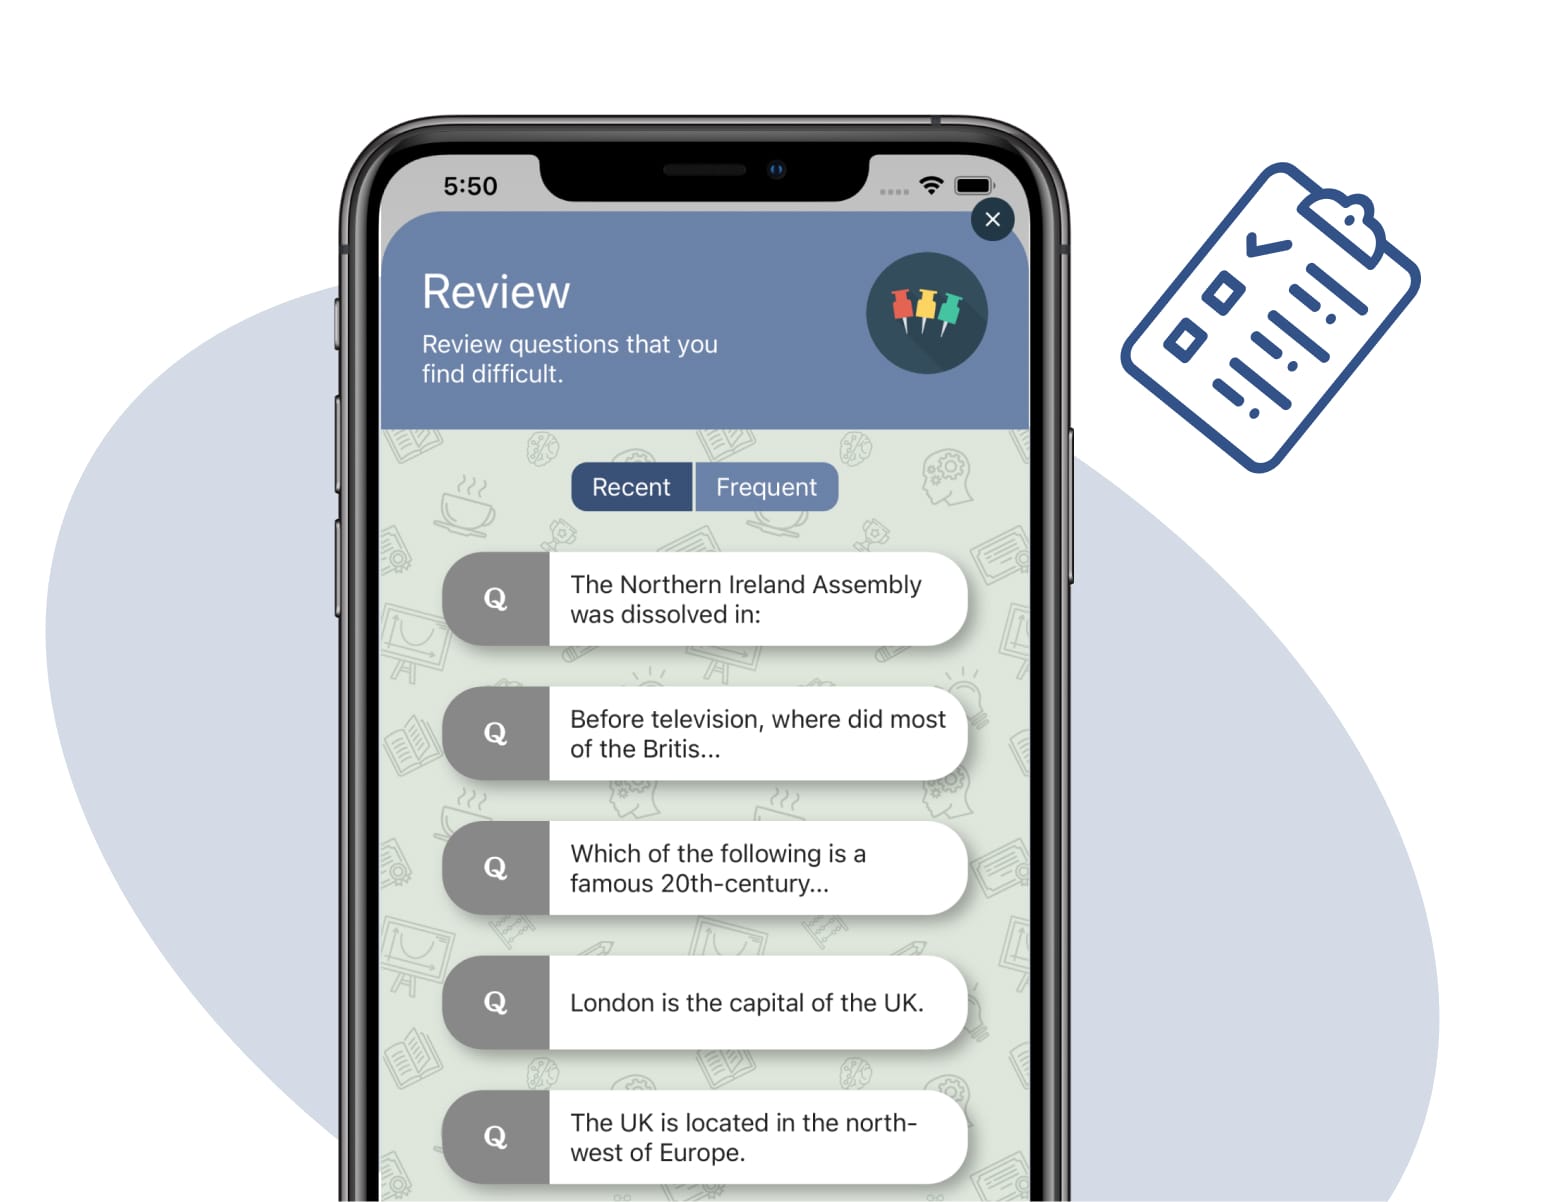 5:50
Review
Review questions that you
find difficult.
Recent
Frequent
Q
The Northern Ireland Assembly
was dissolved in:
Q
Before television, where did most
of the Britis...
Q
Which of the following is a
famous 20th-century...
Q
London is the capital of the UK.
Q
The UK is located in the north-
west of Europe.